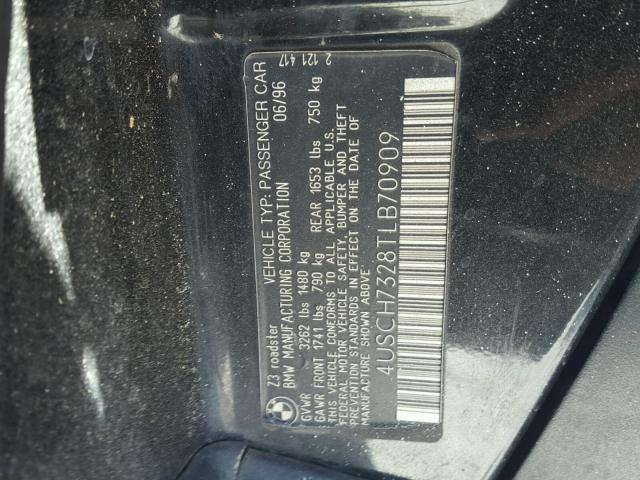 Z3 roadster VEHICLE TYP: PASSENGER CAR
BMW MANUFACTURING CORPORATION 06/96
GVWR 3262 lbs 1480 kg
GAWR FRONT 1741 lbs 790 kg REAR 1653 lbs 750 kg
THIS VEHICLE CONFORMS TO ALL APPLICABLE U.S.
FEDERAL MOTOR VEHICLE SAFETY, BUMPER AND THEFT
PREVENTION STANDARDS IN EFFECT ON THE DATE OF
MANUFACTURE SHOWN ABOVE
4USCH7328TLB70909
2 121 417